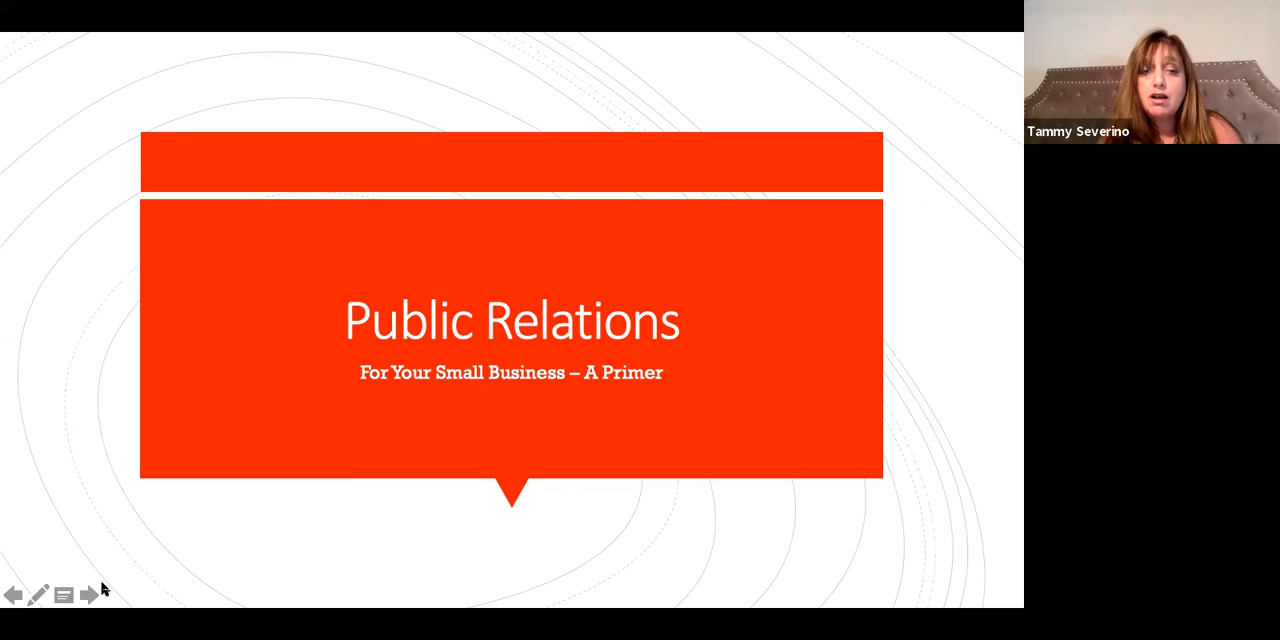 Public Relations
For Your Small Business – A Primer
Tammy Severino